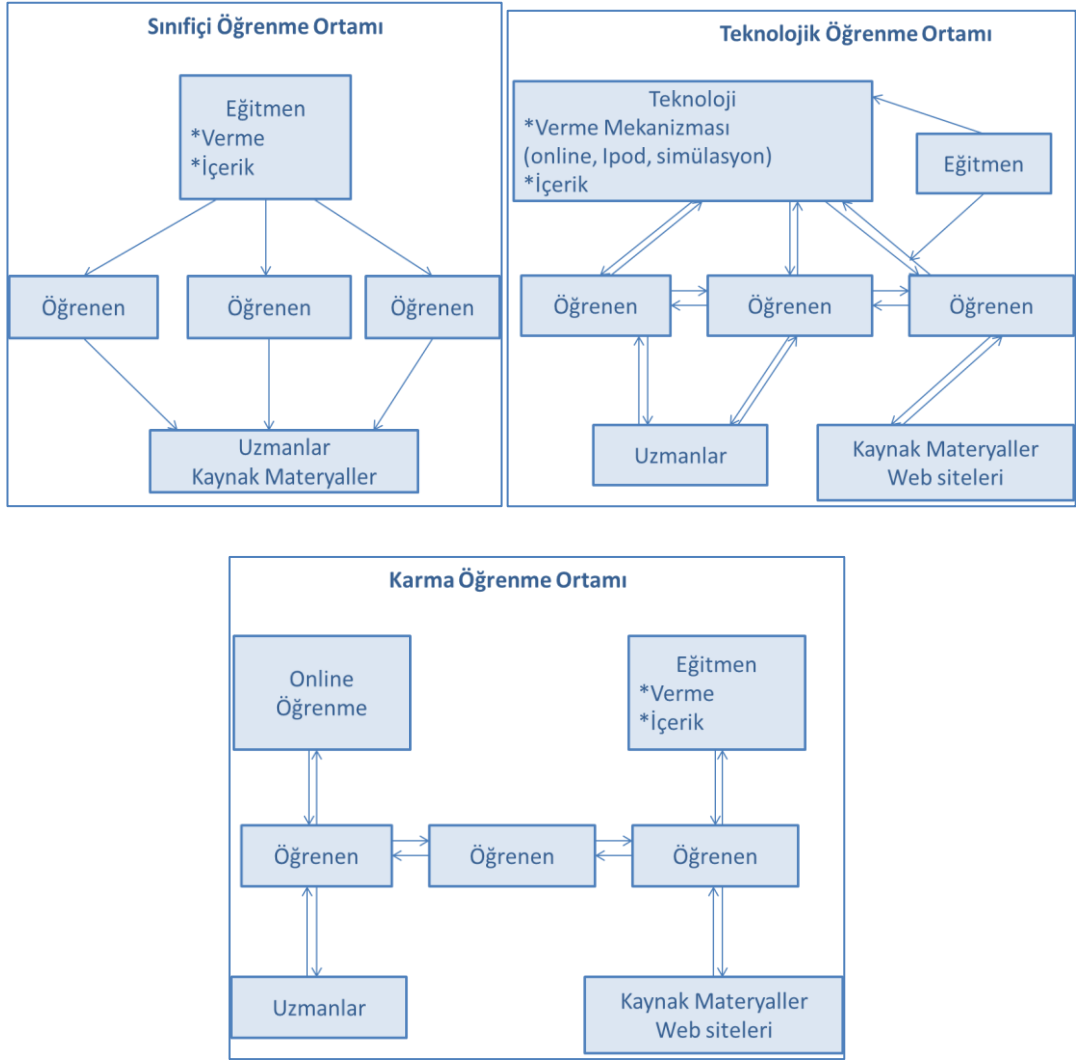 Sınıfiçi Öğrenme Ortamı
Eğitmen
*Verme
*İçerik
Öğrenen
Öğrenen
Öğrenen
Uzmanlar
Kaynak Materyaller
Teknolojik Öğrenme Ortamı
Teknoloji
*Verme Mekanizması
(online, Ipod, simülasyon)
*İçerik
Eğitmen
Öğrenen
Öğrenen
Öğrenen
Uzmanlar
Kaynak Materyaller
Web siteleri
Karma Öğrenme Ortamı
Online
Öğrenme
Eğitmen
*Verme
*İçerik
Öğrenen
Öğrenen
Öğrenen
Uzmanlar
Kaynak Materyaller
Web siteleri